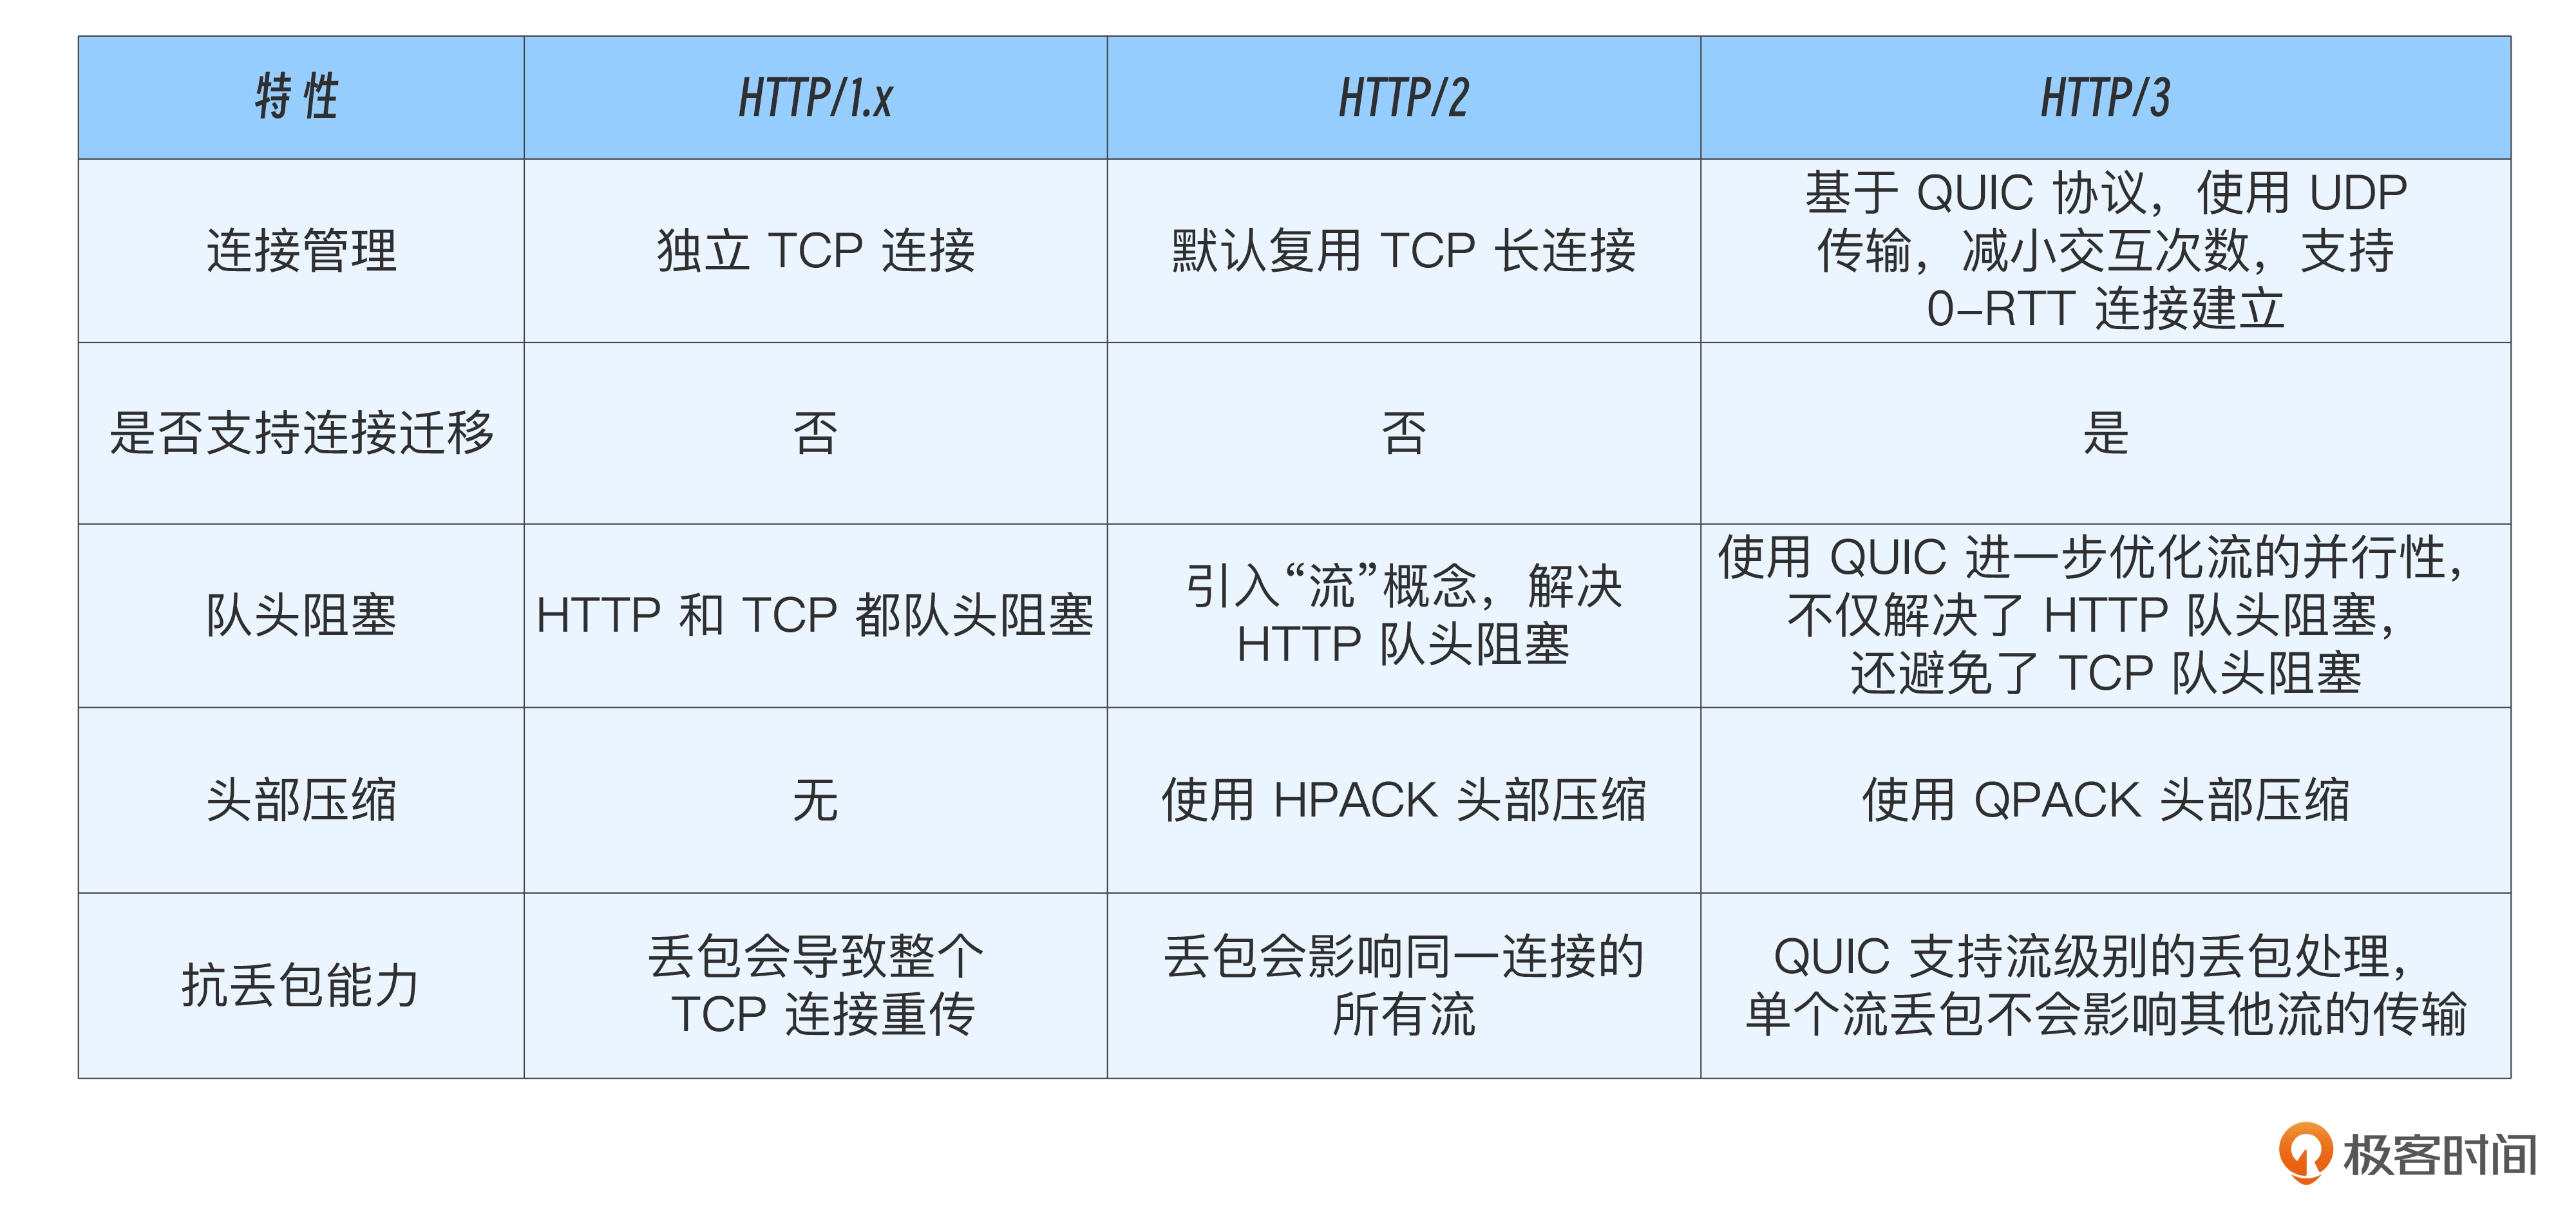 特性
HTTP/1.x
HTTP/2
HTTP/3
连接管理
独立 TCP 连接
默认复用 TCP 长连接
基于 QUIC 协议，使用 UDP
传输，减小交互次数，支持
0-RTT 连接建立
是否支持连接迁移
否
否
是
队头阻塞
HTTP 和 TCP 都队头阻塞
引入“流”概念，解决
HTTP 队头阻塞
使用 QUIC 进一步优化流的并行性，
不仅解决了 HTTP 队头阻塞，
还避免了 TCP 队头阻塞
头部压缩
无
使用 HPACK 头部压缩
使用 QPACK 头部压缩
抗丢包能力
丢包会导致整个
TCP 连接重传
丢包会影响同一连接的
所有流
QUIC 支持流级别的丢包处理，
单个流丢包不会影响其他流的传输
极客时间